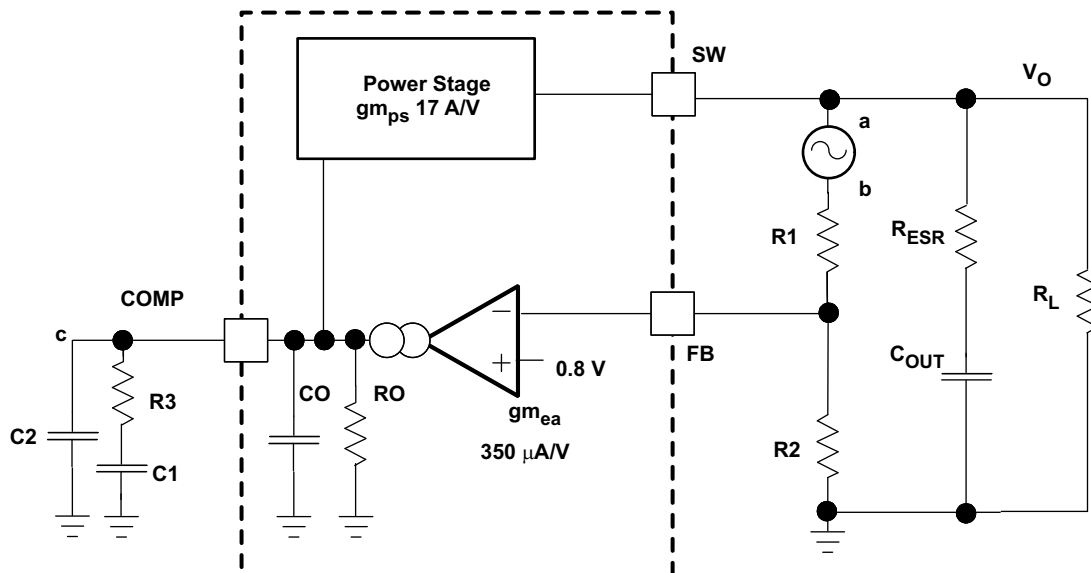 SW
Power Stage
gmps 17 A/V
VO
a
b
R1
RESR
RL
COMP
c
R3
C2
C1
CO
RO
0.8 V
FB
gmea
350 μA/V
COUT
R2